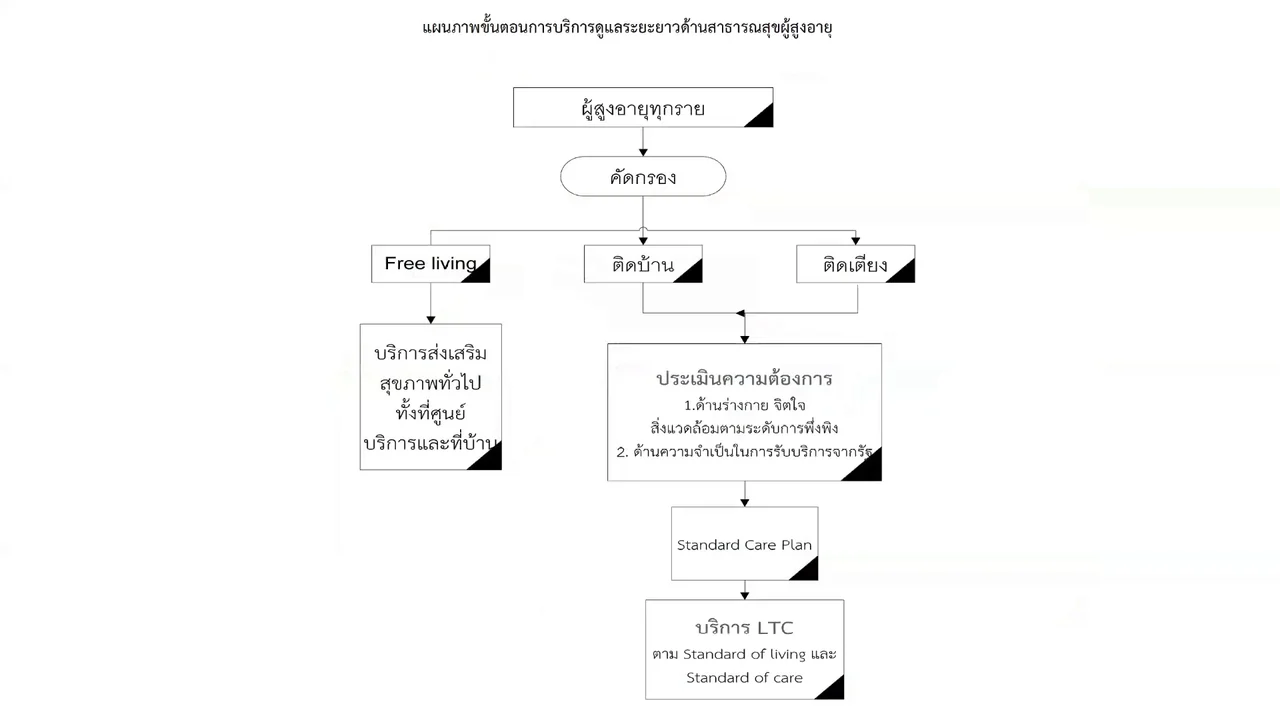 แผนภาพขั้นตอนการบริการดูแลระยะยาวด้านสาธารณสุขผู้สูงอายุ
ผู้สูงอายุทุกราย
คัดกรอง
Free living
ติดบ้าน
ติดเตียง
บริการส่งเสริม
สุขภาพทั่วไป
ทั้งที่ศูนย์
บริการและที่บ้าน
ประเมินความต้องการ
1.ด้านร่างกาย จิตใจ
สิ่งแวดล้อมตามระดับการพึ่งพิง
2. ด้านความจำเป็นในการรับบริการจากรัฐ
Standard Care Plan
บริการ LTC
ตาม Standard of living และ
Standard of care